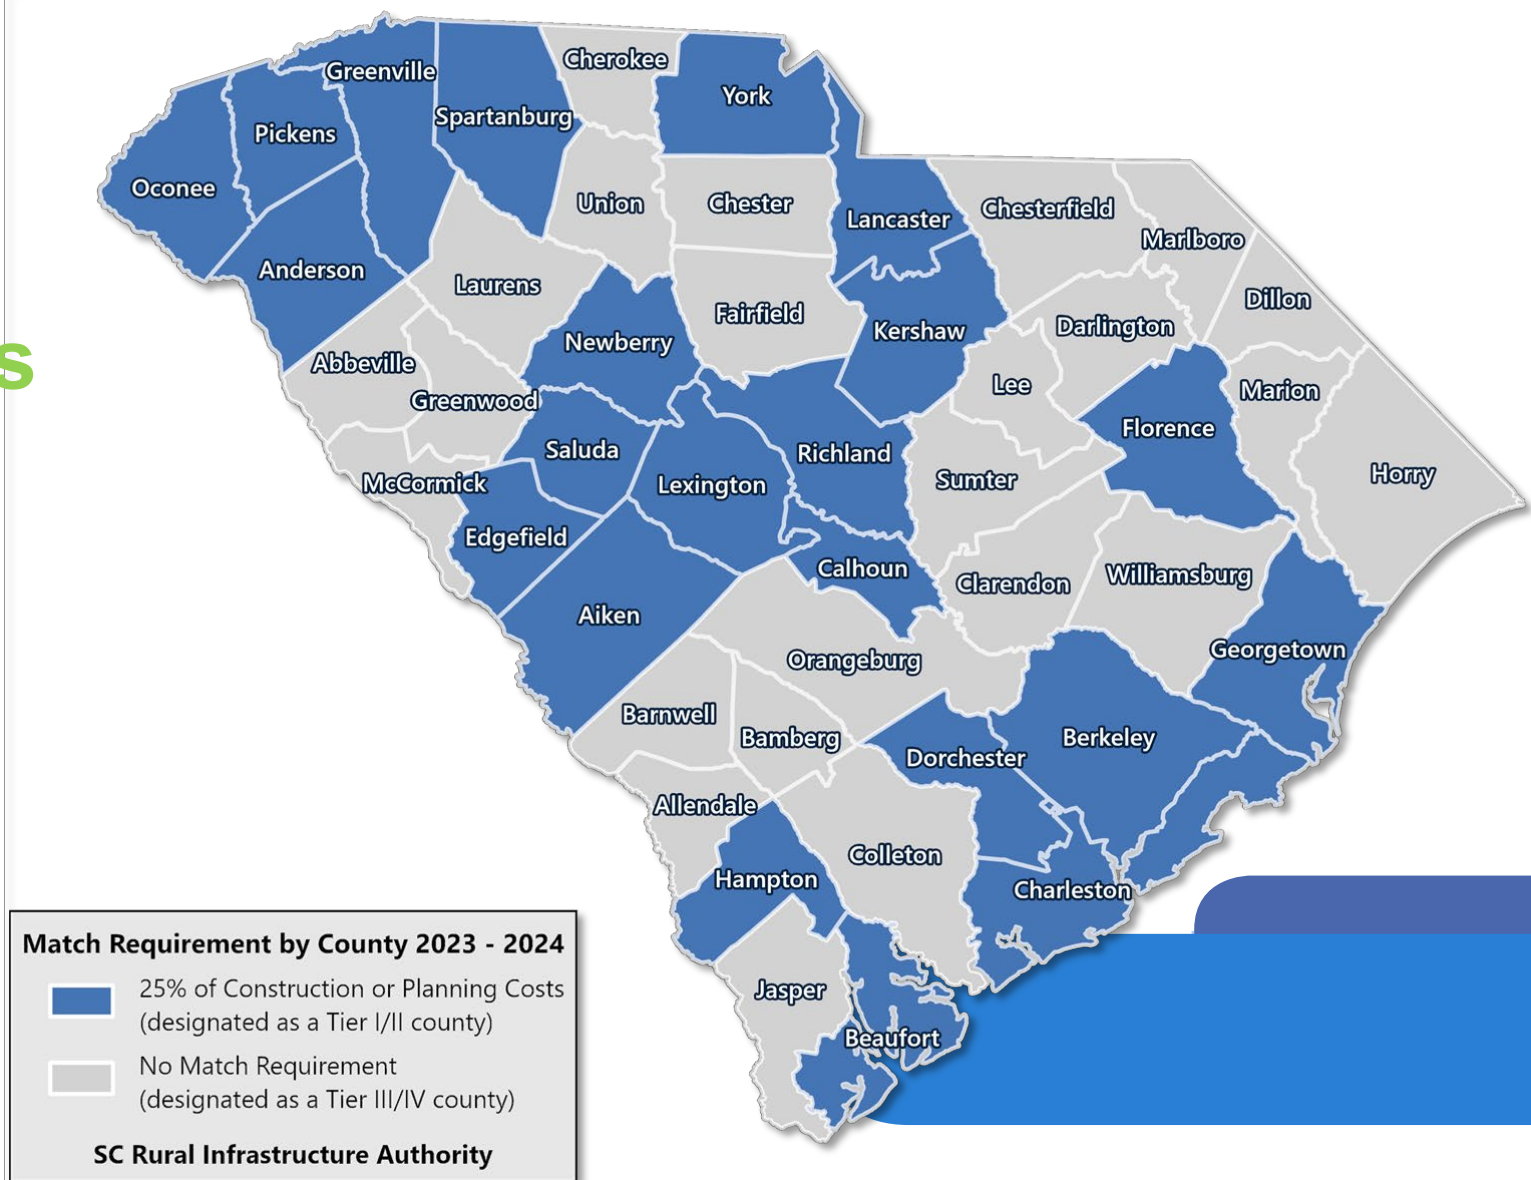 Cherokee
Greenville
York
Spartanburg
Pickens
Oconee
Union
Chester
Lancaster
Chesterfield
Marlboro
Anderson
Laurens
Dillon
Fairfield
Darlington
Kershaw
Newberry
Abbeville
Lee
Marion
s
Greenwood
Florence
Saluda
Richland
Horry
McCormick
Lexington
Sumter
Edgefield
Calhoun
Clarendon
Williamsburg
Aiken
Georgetown
Orangeburg
Barnwell
Bamberg
Berkeley
Dorchester
Allendale
Colleton
Hampton
Charleston
Jasper
Beaufort
Match Requirement by County 2023 - 2024
25% of Construction or Planning Costs
(designated as a Tier I/II county)
No Match Requirement
(designated as a Tier III/IV county)
SC Rural Infrastructure Authority